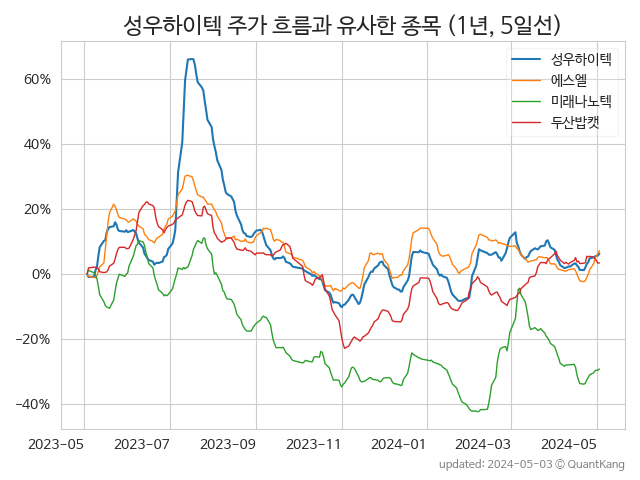 성우하이텍 주가 흐름과 유사한 종목 (1년, 5일선)
성우하이텍
에스엘
미래나노텍
두산밥캣
60%
40%
20%
0%
−20%
−40%
2023-05 2023-07 2023-09 2023-11 2024-01 2024-03 2024-05
updated: 2024-05-03 © QuantKang